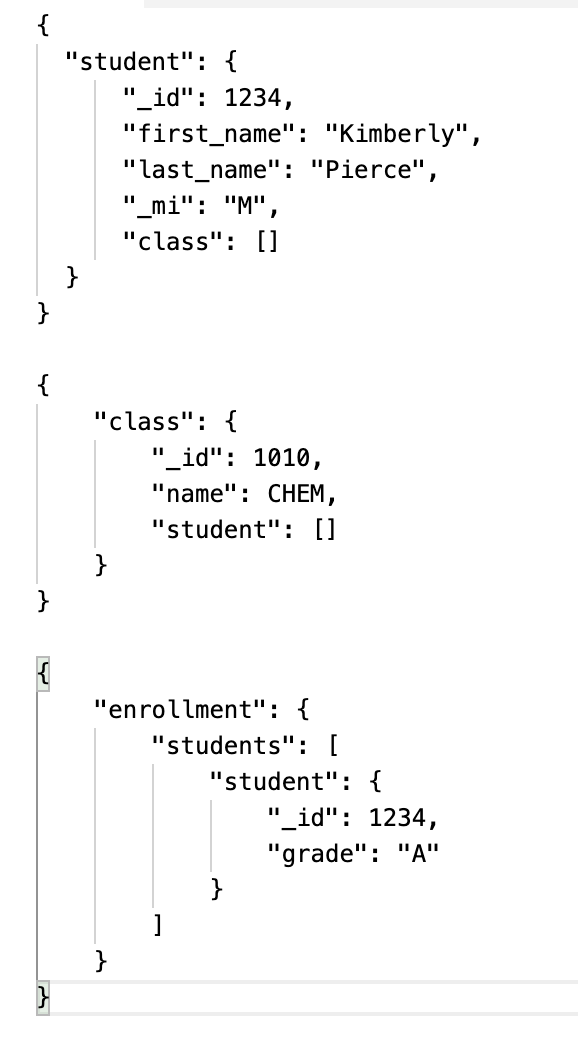 {
  "student": {
      "_id": 1234,
      "first_name": "Kimberly",
      "last_name": "Pierce",
      "_mi": "M",
      "class": []
  }
}

{
    "class": {
        "_id": 1010,
        "name": CHEM,
        "student": []
    }
}

{
    "enrollment": {
        "students": [
            "student": {
                "_id": 1234,
                "grade": "A"
            }
        ]
    }
}